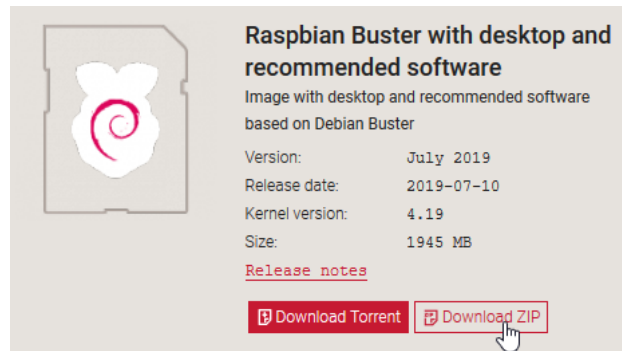 Raspbian Buster with desktop and
recommended software
Image with desktop and recommended software
based on Debian Buster
Version: July 2019
Release date: 2019-07-10
Kernel version: 4.19
Size: 1945 MB
Release notes
Download Torrent Download ZIP